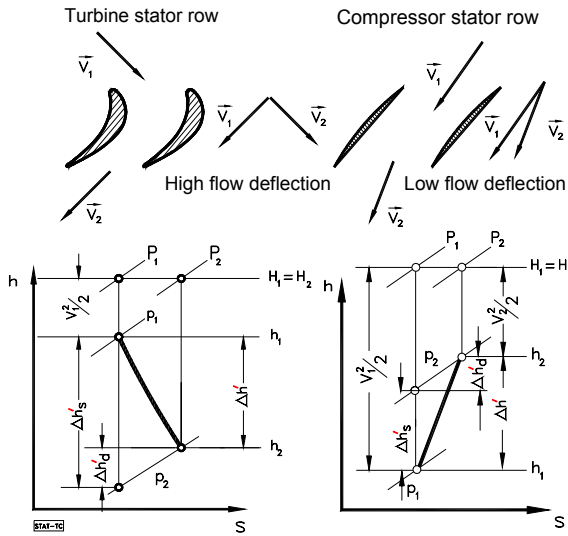 Turbine stator row
Compressor stator row
V₁
V₁
V₁
V₂
V₁
V₂
V₂
High flow deflection
V₂
Low flow deflection
P₁
P₂
H₁=H₂
h
V₁²/2
p₁
h₁
Δh's
Δh'
h₂
Δh'd
p₂
S
STAT-TC
P₁
P₂
H₁=H
h
V₁²/2
V₂²/2
p₂
h₂
Δh'd
Δh's
Δh'
h₁
p₁
S